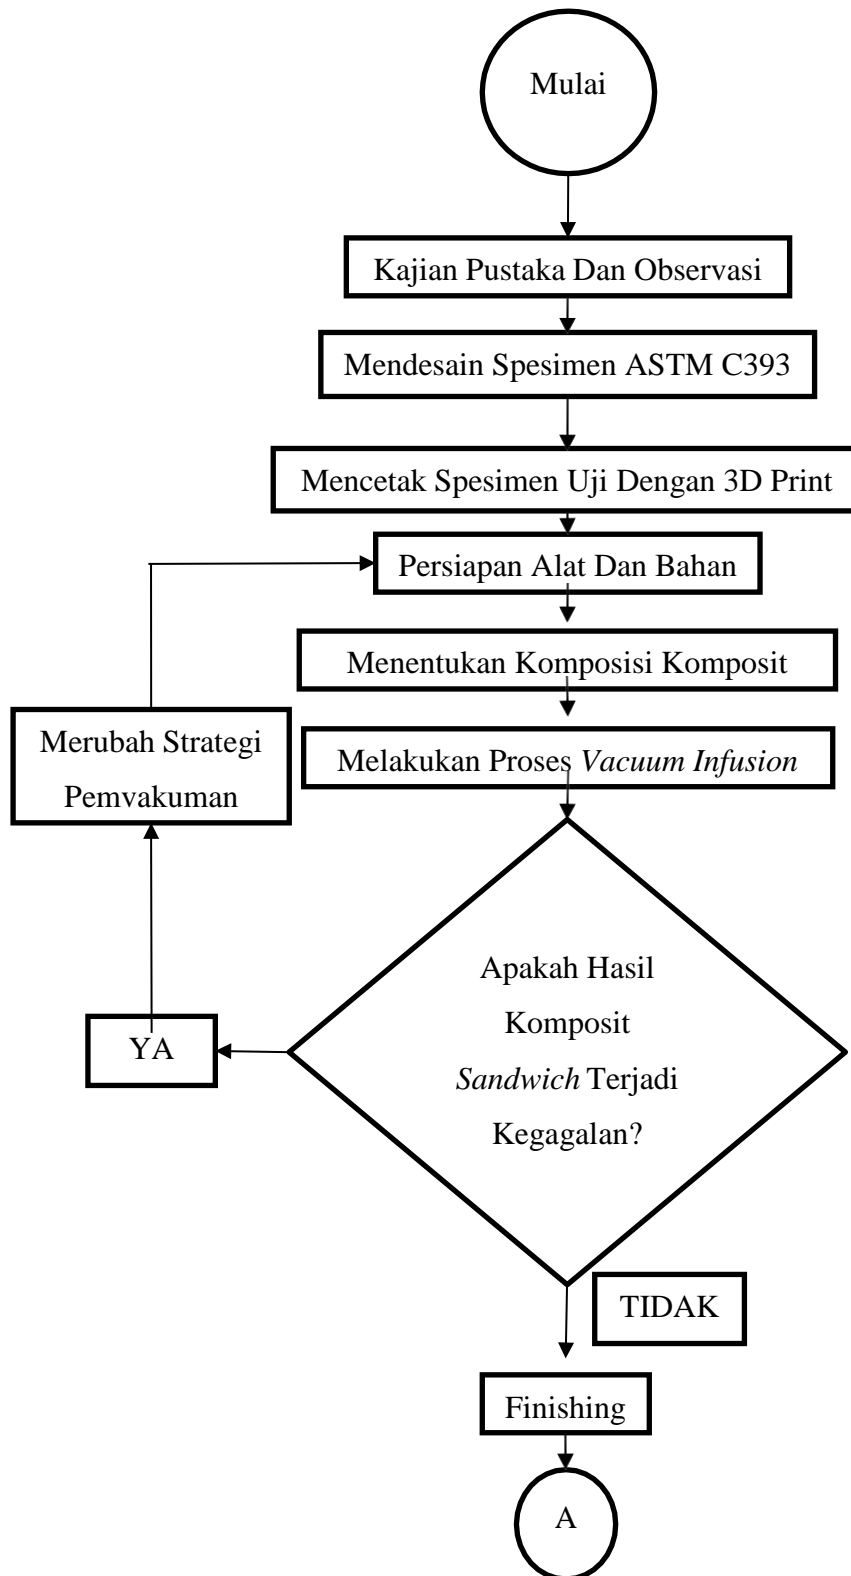 Mulai
Kajian Pustaka Dan Observasi
Mendesain Spesimen ASTM C393
Mencetak Spesimen Uji Dengan 3D Print
Persiapan Alat Dan Bahan
Menentukan Komposisi Komposit
Merubah Strategi
Pemvakuman
Melakukan Proses Vacuum Infusion
Apakah Hasil
Komposit
Sandwich Terjadi
Kegagalan?
YA
TIDAK
Finishing
A